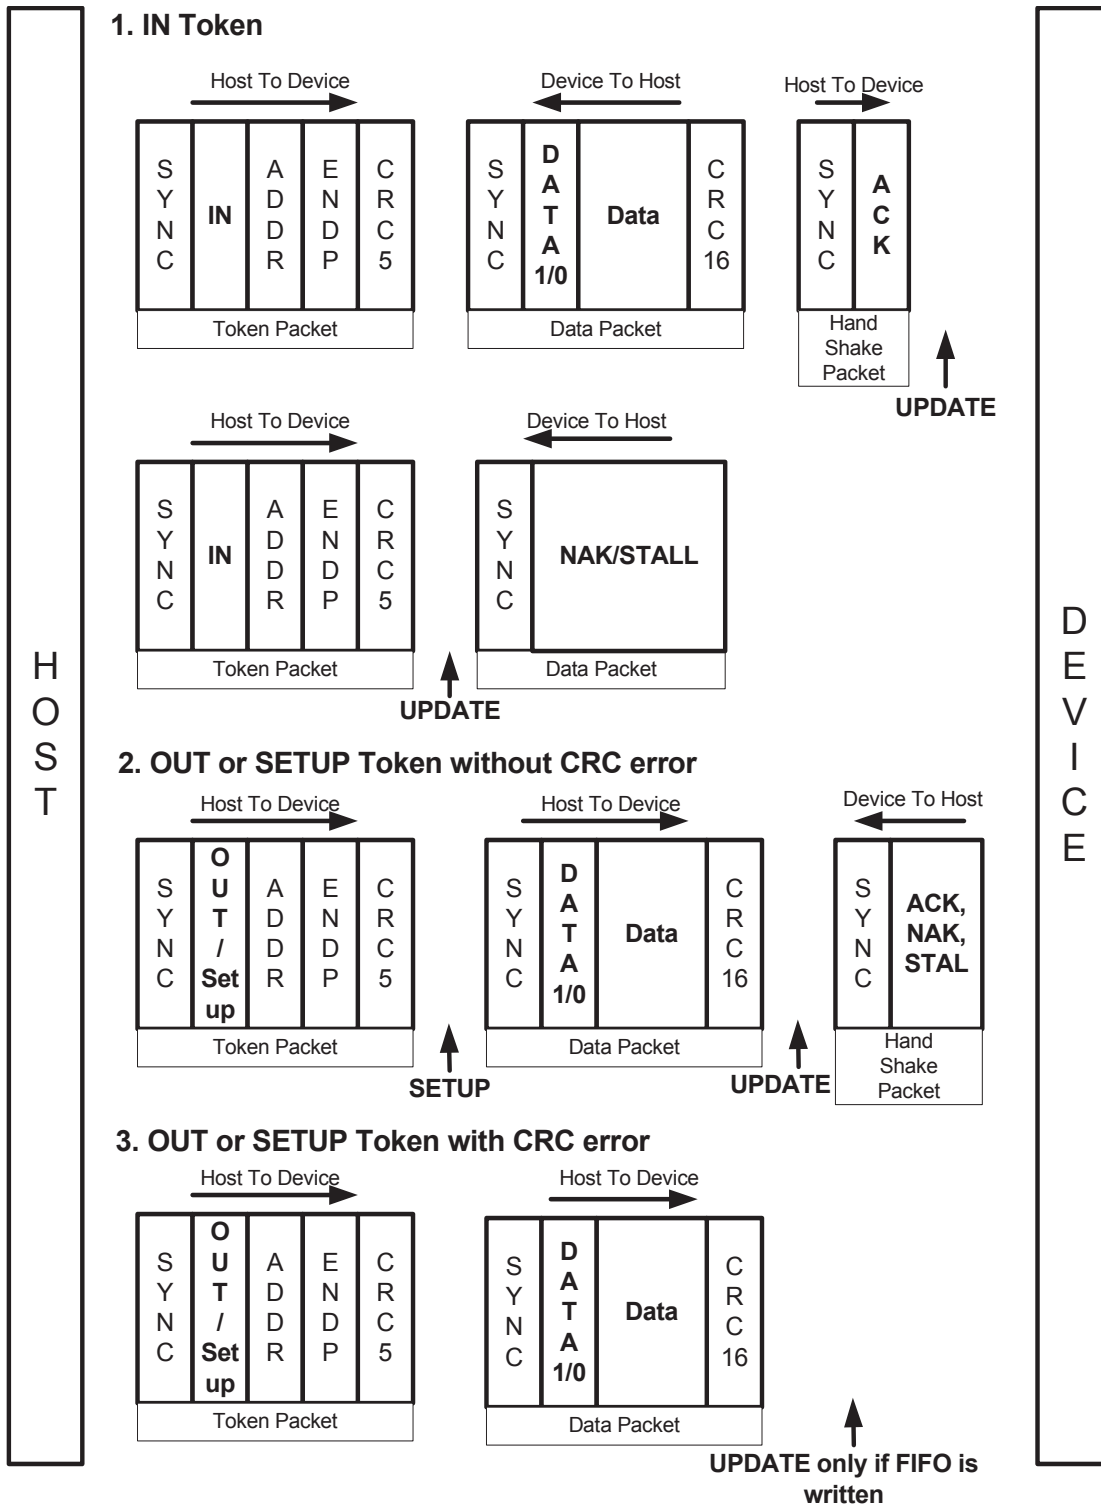 1. IN Token
Host To Device
Device To Host
Host To Device
SYNC
IN
ADDR
ENDP
CRC5
SYNC
DATA1/0
Data
CRC16
SYNC
ACK
Token Packet
Data Packet
Hand
Shake
Packet
UPDATE
Host To Device
Device To Host
SYNC
IN
ADDR
ENDP
CRC5
SYNC
NAK/STALL
Token Packet
Data Packet
UPDATE
HOST
DEVICE
2. OUT or SETUP Token without CRC error
Host To Device
Host To Device
Device To Host
SYNC
OUT/Setup
ADDR
ENDP
CRC5
SYNC
DATA1/0
Data
CRC16
SYNC
ACK,
NAK,
STAL
Token Packet
Data Packet
Hand
Shake
Packet
SETUP
UPDATE
3. OUT or SETUP Token with CRC error
Host To Device
Host To Device
SYNC
OUT/Setup
ADDR
ENDP
CRC5
SYNC
DATA1/0
Data
CRC16
Token Packet
Data Packet
UPDATE only if FIFO is
written